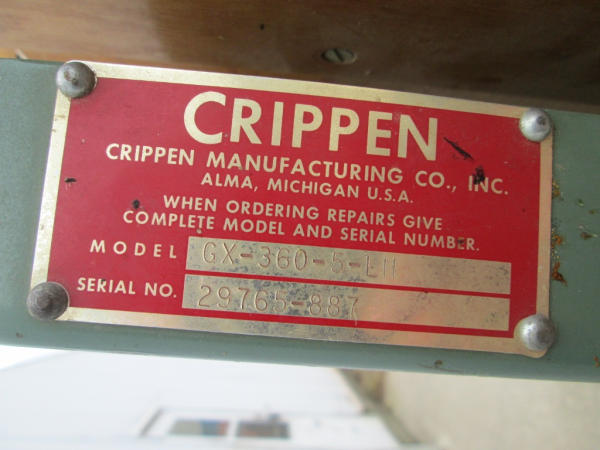 CRIPPEN
CRIPPEN MANUFACTURING CO., INC.
ALMA, MICHIGAN U.S.A.
WHEN ORDERING REPAIRS GIVE
COMPLETE MODEL AND SERIAL NUMBER.
MODEL GX-360-5-LH
SERIAL NO. 29765-887